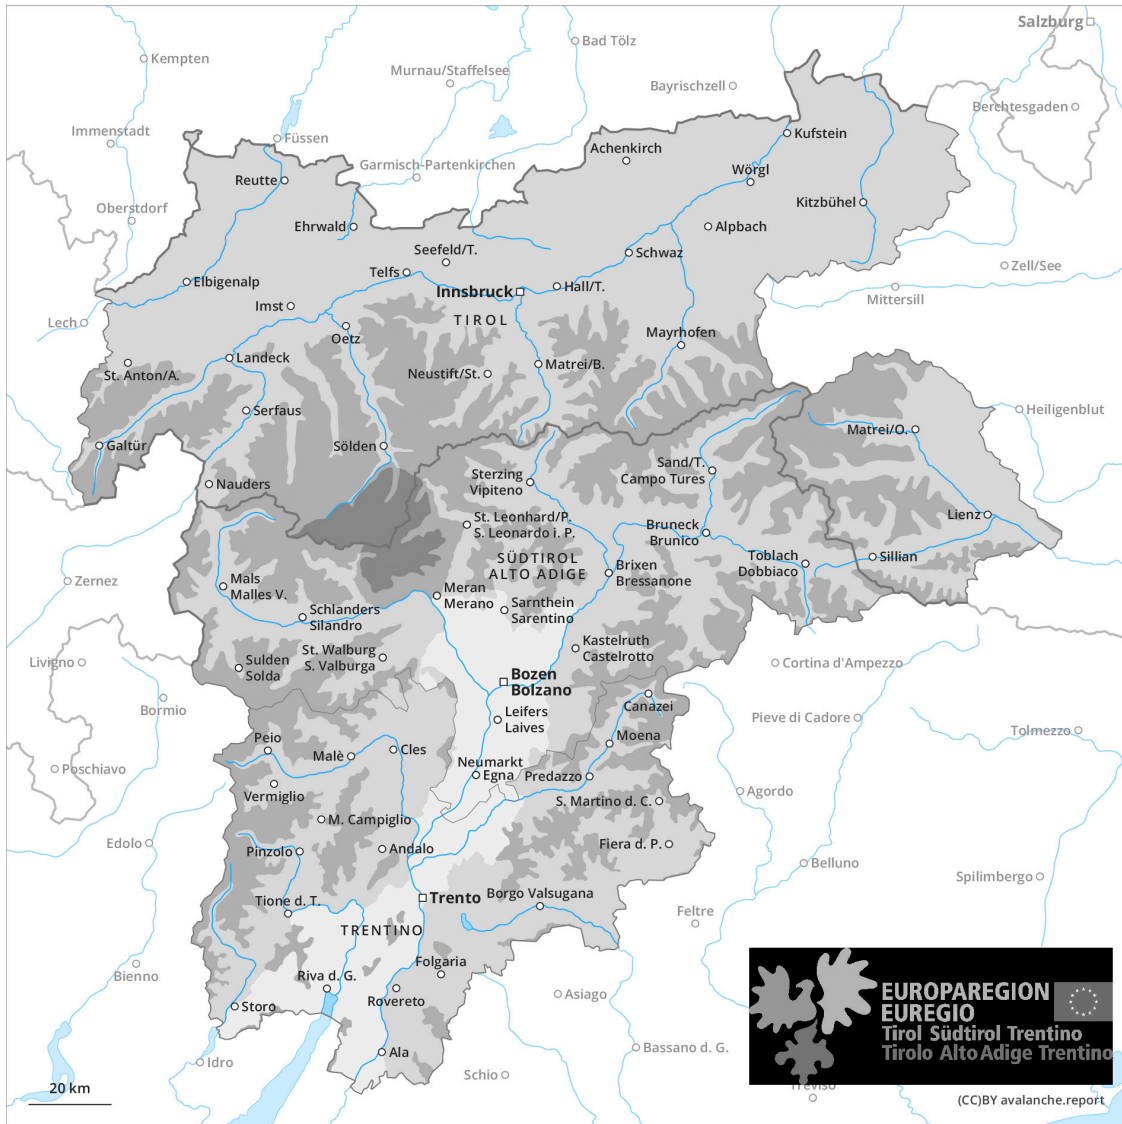 Salzburg
Bad Tölz
Kempten
Murnau/Staffelsee
Bayrischzell
Berchtesgaden
Immenstadt
Füssen
Kufstein
Achenkirch
Garmisch-Partenkirchen
Wörgl
Reutte
Kitzbühel
Oberstdorf
Ehrwald
Alpbach
Seefeld/T.
Schwaz
Telfs
Zell/See
Elbigenalp
Hall/T.
Innsbruck
Mittersill
Imst
Lech
TIROL
Oetz
Mayrhofen
Landeck
Matrei/B.
St. Anton/A.
Neustift/St.
Serfaus
Heiligenblut
Matrei/O.
Galtür
Sölden
Sand/T.
Campo Tures
Sterzing
Vipiteno
Nauders
Lienz
St. Leonhard/P.
S. Leonardo i. P.
Bruneck
Brunico
SÜDTIROL
ALTO ADIGE
Toblach
Dobbiaco
Sillian
Brixen
Bressanone
Zernez
Mals
Malles V.
Meran
Merano
Sarnthein
Sarentino
Schlanders
Silandro
Kastelruth
Castelrotto
St. Walburg
S. Valburga
Livigno
Sulden
Solda
Cortina d'Ampezzo
Bozen
Bolzano
Bormio
Canazei
Leifers
Laives
Pieve di Cadore
Tolmezzo
Moena
Peio
Cles
Malè
Neumarkt
Egna
Poschiavo
Predazzo
Vermiglio
Agordo
S. Martino d. C.
M. Campiglio
Edolo
Fiera d. P.
Pinzolo
Andalo
Belluno
Spilimbergo
Borgo Valsugana
Trento
Tione d. T.
Feltre
TRENTINO
Folgaria
Bienno
Riva d. G.
Asiago
Rovereto
Storo
EUROPAREGION
EUREGIO
Tirol Südtirol Trentino
Tirolo Alto Adige Trentino
Bassano d. G.
Ala
Idro
Schio
Treviso
20 km
(CC)BY avalanche.report